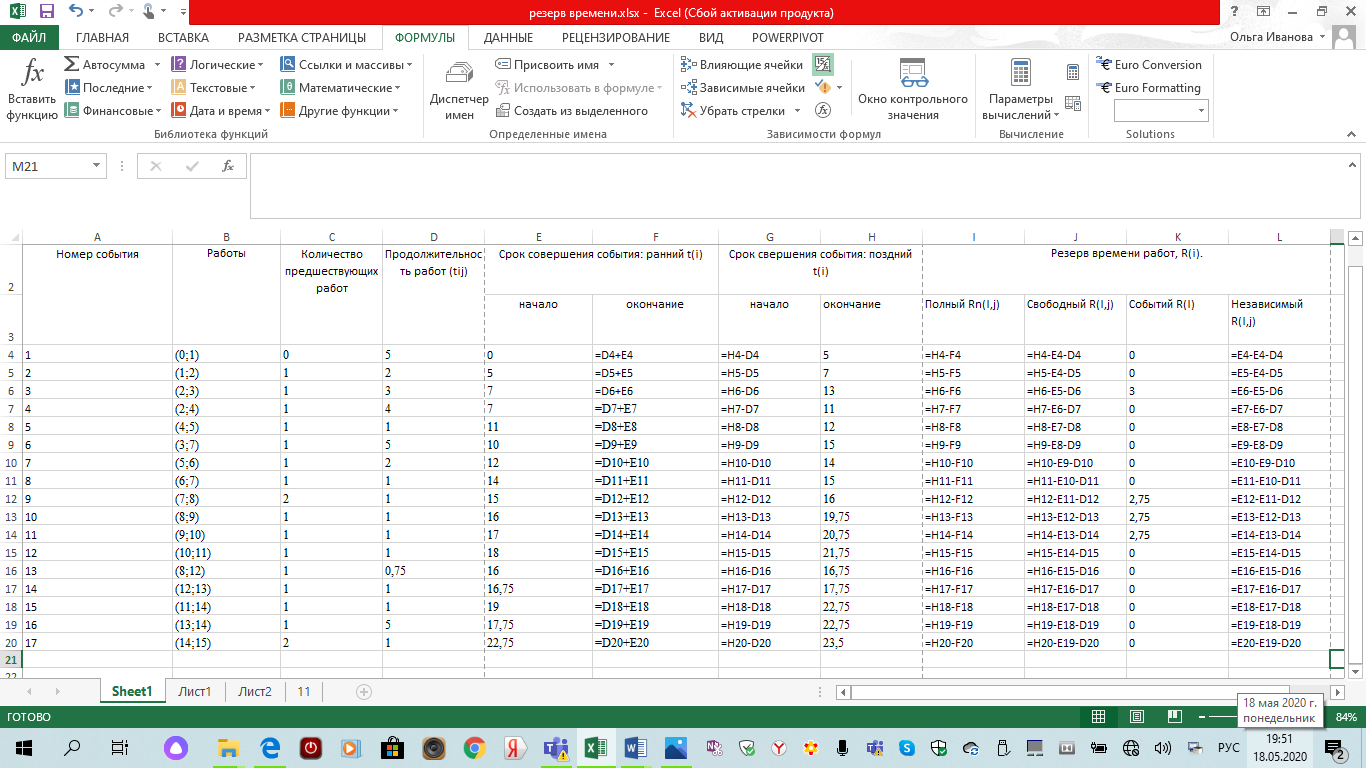 резерв времени.xlsx - Excel (Сбой активации продукта)
ФАЙЛ ГЛАВНАЯ ВСТАВКА РАЗМЕТКА СТРАНИЦЫ ФОРМУЛЫ ДАННЫЕ РЕЦЕНЗИРОВАНИЕ ВИД POWERPIVOT Ольга Иванова
Вставить функцию
Автосумма
Последние
Финансовые
Логические
Текстовые
Дата и время
Ссылки и массивы
Математические
Другие функции
Библиотека функций
Диспетчер имен
Присвоить имя
Использовать в формуле
Создать из выделенного
Определенные имена
Влияющие ячейки
Зависимые ячейки
Убрать стрелки
Окно контрольного значения
Зависимости формул
Параметры вычислений
Вычисление
Euro Conversion
Euro Formatting
Solutions
M21 fx
A B C D E F G H I J K L
2 Номер события Работы Количество предшествующих работ Продолжительнос ть работ (tij) Срок совершения события: ранний t(i) Срок свершения события: поздний t(i) Резерв времени работ, R(i).
3 начало окончание начало окончание Полный Rn(I,j) Свободный R(I,j) Событий R(I) Независимый R(I,j)
4 1 (0;1) 0 5 0 =D4+E4 =H4-D4 5 =H4-F4 =H4-E4-D4 0 =E4-E4-D4
5 2 (1;2) 1 2 5 =D5+E5 =H5-D5 7 =H5-F5 =H5-E4-D5 0 =E5-E4-D5
6 3 (2;3) 1 3 7 =D6+E6 =H6-D6 13 =H6-F6 =H6-E5-D6 3 =E6-E5-D6
7 4 (2;4) 1 4 7 =D7+E7 =H7-D7 11 =H7-F7 =H7-E6-D7 0 =E7-E6-D7
8 5 (4;5) 1 1 11 =D8+E8 =H8-D8 12 =H8-F8 =H8-E7-D8 0 =E8-E7-D8
9 6 (3;7) 1 5 10 =D9+E9 =H9-D9 15 =H9-F9 =H9-E8-D9 0 =E9-E8-D9
10 7 (5;6) 1 2 12 =D10+E10 =H10-D10 14 =H10-F10 =H10-E9-D10 0 =E10-E9-D10
11 8 (6;7) 1 1 14 =D11+E11 =H11-D11 15 =H11-F11 =H11-E10-D11 0 =E11-E10-D11
12 9 (7;8) 2 1 15 =D12+E12 =H12-D12 16 =H12-F12 =H12-E11-D12 2,75 =E12-E11-D12
13 10 (8;9) 1 1 16 =D13+E13 =H13-D13 19,75 =H13-F13 =H13-E12-D13 2,75 =E13-E12-D13
14 11 (9;10) 1 1 17 =D14+E14 =H14-D14 20,75 =H14-F14 =H14-E13-D14 2,75 =E14-E13-D14
15 12 (10;11) 1 1 18 =D15+E15 =H15-D15 21,75 =H15-F15 =H15-E14-D15 0 =E15-E14-D15
16 13 (8;12) 1 0,75 16 =D16+E16 =H16-D16 16,75 =H16-F16 =H16-E15-D16 0 =E16-E15-D16
17 14 (12;13) 1 1 16,75 =D17+E17 =H17-D17 17,75 =H17-F17 =H17-E16-D17 0 =E17-E16-D17
18 15 (11;14) 1 1 19 =D18+E18 =H18-D18 22,75 =H18-F18 =H18-E17-D18 0 =E18-E17-D18
19 16 (13;14) 1 5 17,75 =D19+E19 =H19-D19 22,75 =H19-F19 =H19-E18-D19 0 =E19-E18-D19
20 17 (14;15) 2 1 22,75 =D20+E20 =H20-D20 23,5 =H20-F20 =H20-E19-D20 0 =E20-E19-D20
21
22
Sheet1 Лист1 Лист2 11
18 мая 2020 г.
понедельник
ГОТОВО 84%
РУС 19:51
18.05.2020 2